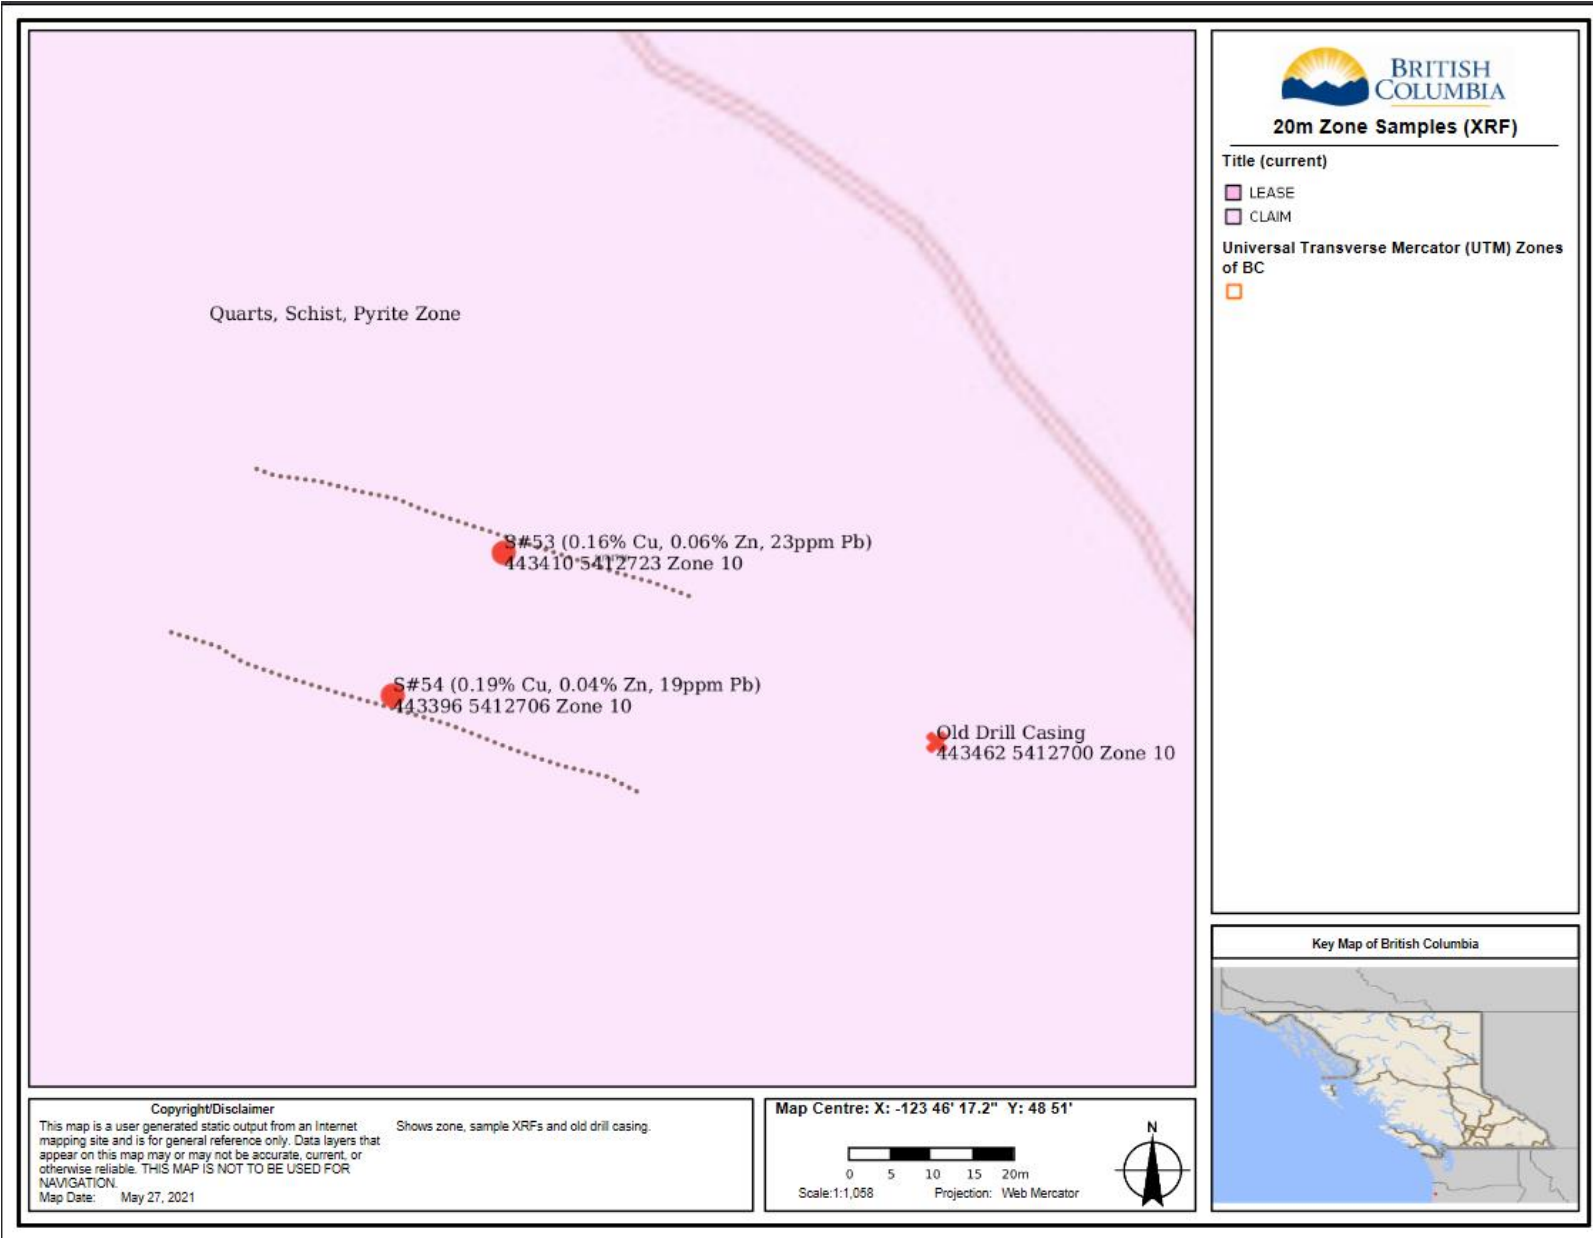 Quarts, Schist, Pyrite Zone
S#53 (0.16% Cu, 0.06% Zn, 23ppm Pb)
443410 5412723 Zone 10
S#54 (0.19% Cu, 0.04% Zn, 19ppm Pb)
443396 5412706 Zone 10
Old Drill Casing
443462 5412700 Zone 10
BRITISH
COLUMBIA
20m Zone Samples (XRF)
Title (current)
LEASE
CLAIM
Universal Transverse Mercator (UTM) Zones
of BC
Key Map of British Columbia
Copyright/Disclaimer
This map is a user generated static output from an Internet
mapping site and is for general reference only. Data layers that
appear on this map may or may not be accurate, current, or
otherwise reliable. THIS MAP IS NOT TO BE USED FOR
NAVIGATION.
Map Date: May 27, 2021
Shows zone, sample XRFs and old drill casing.
Map Centre: X: -123 46' 17.2" Y: 48 51'
0 5 10 15 20m
Scale:1:1,058 Projection: Web Mercator
N